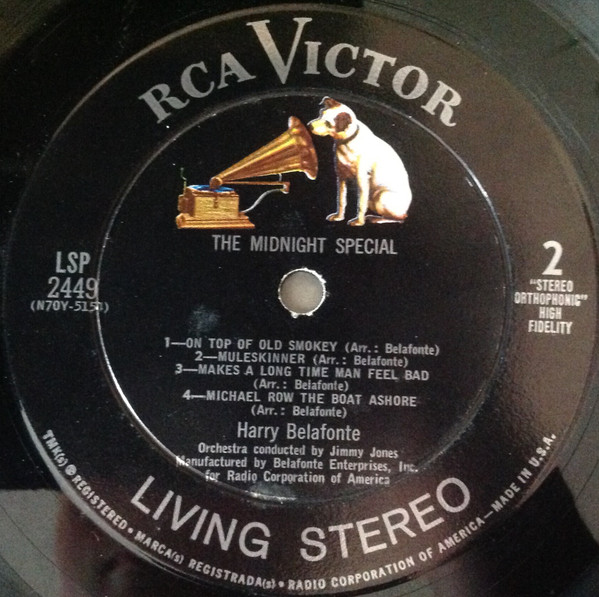 RCA VICTOR
THE MIDNIGHT SPECIAL
LSP
2449
2
"STEREO
ORTHOPHONIC"
HIGH
FIDELITY
1—ON TOP OF OLD SMOKEY (Arr.: Belafonte)
2—MULESKINNER (Arr.: Belafonte)
3—MAKES A LONG TIME MAN FEEL BAD
(Arr.: Belafonte)
4—MICHAEL ROW THE BOAT ASHORE
(Arr.: Belafonte)
Harry Belafonte
Orchestra conducted by Jimmy Jones
Manufactured by Belafonte Enterprises, Inc.
for Radio Corporation of America
LIVING STEREO
TMK(s) ® REGISTERED • MARCA(s) REGISTRADA(s) • RADIO CORPORATION OF AMERICA—MADE IN U.S.A.